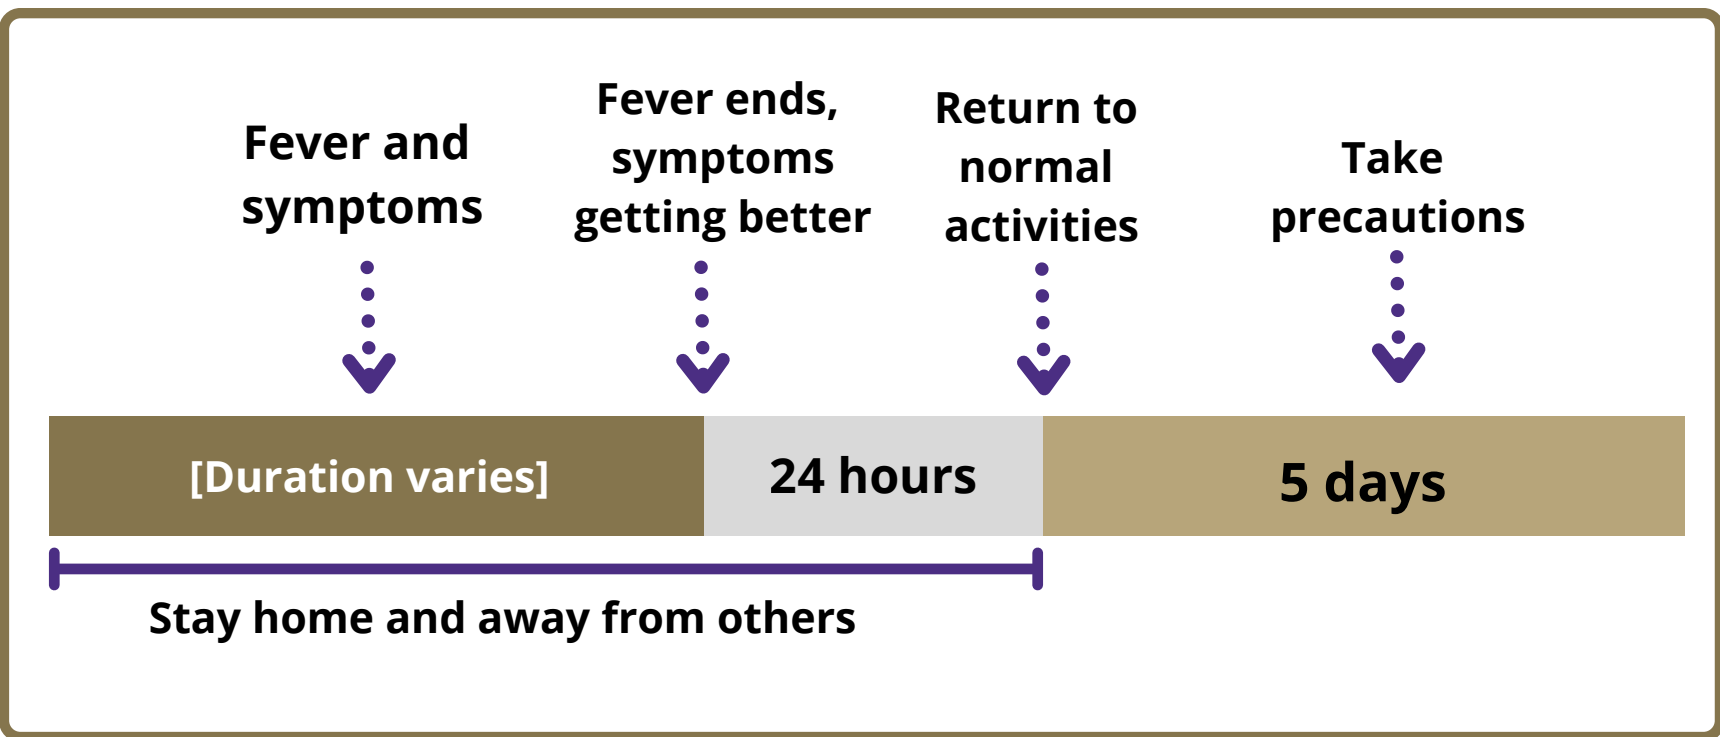 Fever and
symptoms
Fever ends,
symptoms
getting better
Return to
normal
activities
Take
precautions
[Duration varies]
24 hours
5 days
Stay home and away from others